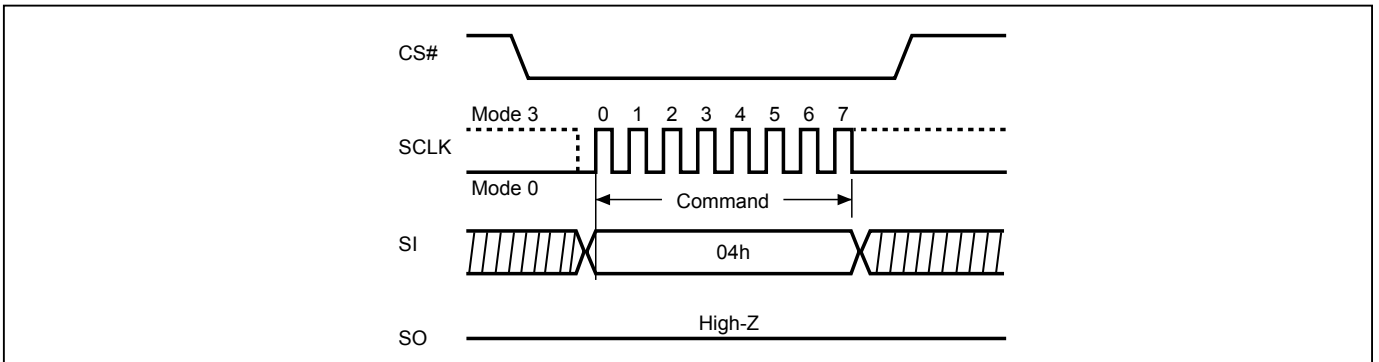 CS#
Mode 3 0 1 2 3 4 5 6 7
SCLK
Mode 0
Command
SI
04h
High-Z
SO